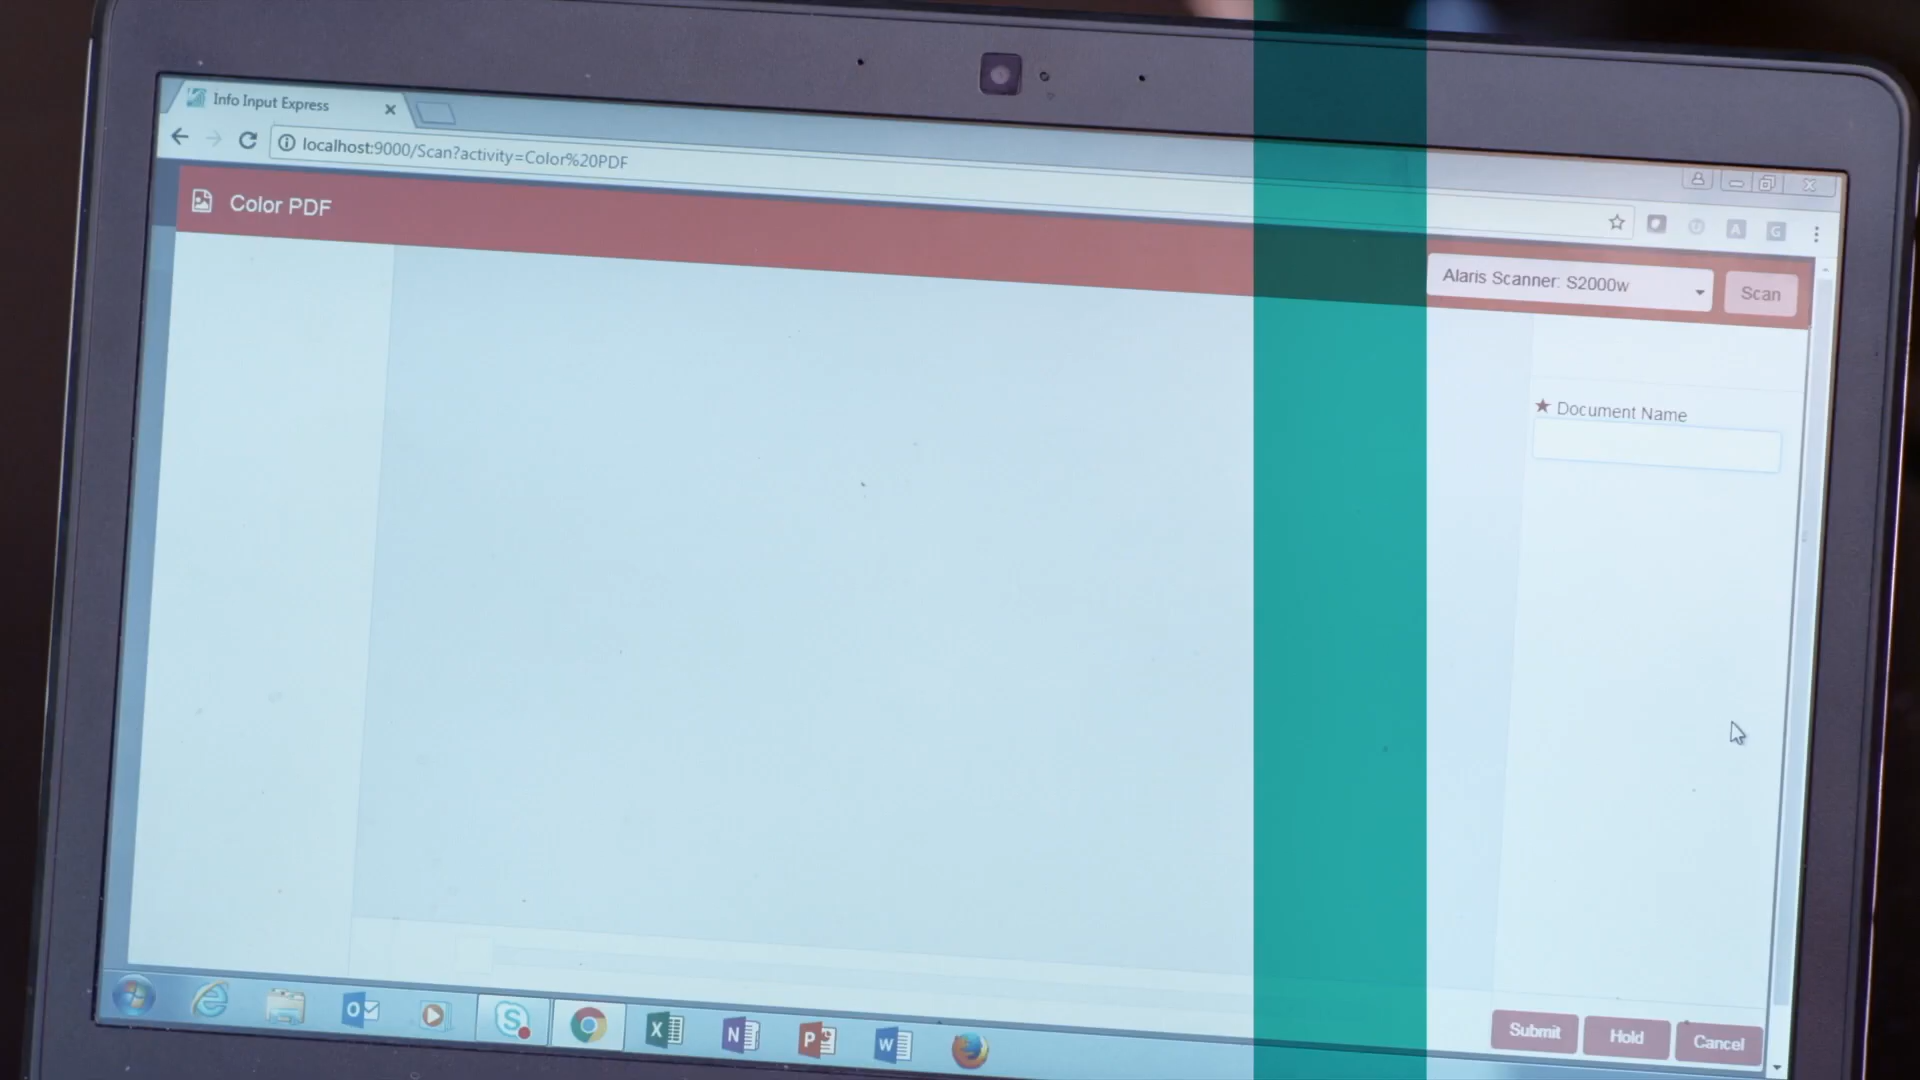 Info Input Express
localhost:9000/Scan?activity=Color%20PDF
Color PDF
Alaris Scanner: S2000w
Scan
★ Document Name
Submit
Hold
Cancel